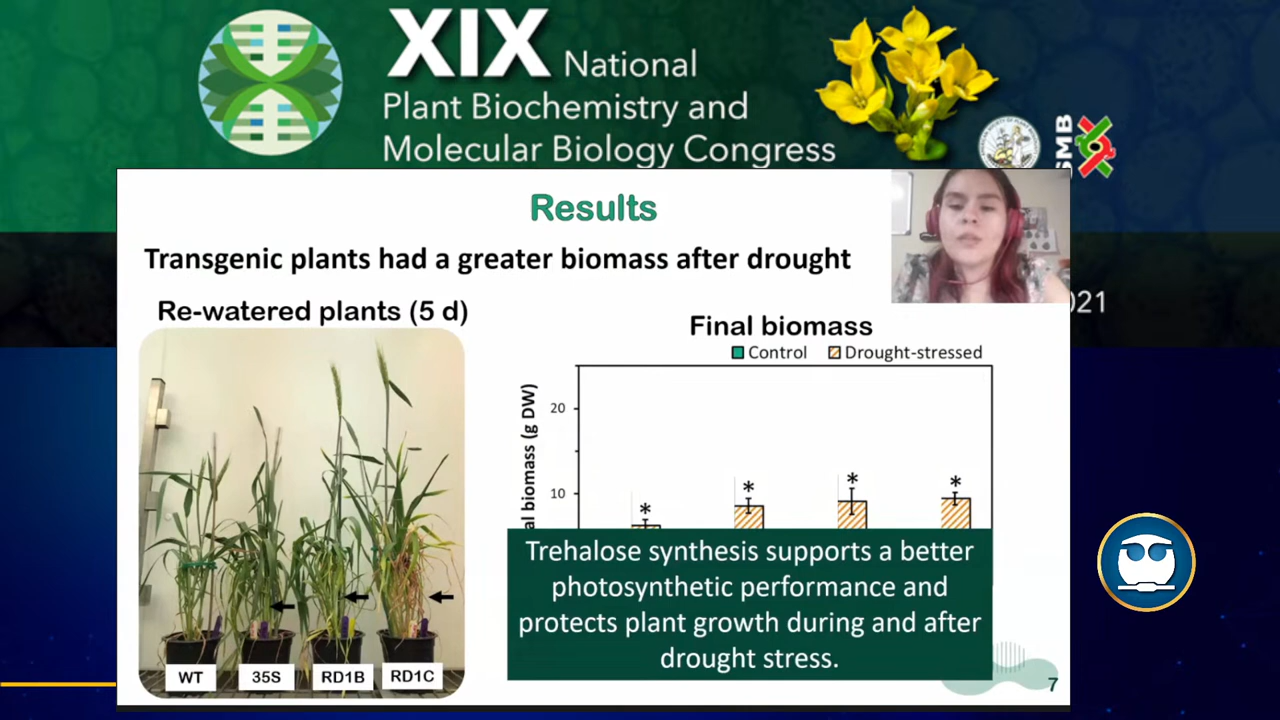 XIX National
Plant Biochemistry and
Molecular Biology Congress
SMB
2021
Results
Transgenic plants had a greater biomass after drought
Re-watered plants (5 d)
Final biomass
Control
Drought-stressed
al biomass (g DW)
20
10
*
*
*
*
Trehalose synthesis supports a better
photosynthetic performance and
protects plant growth during and after
drought stress.
WT
35S
RD1B
RD1C
7